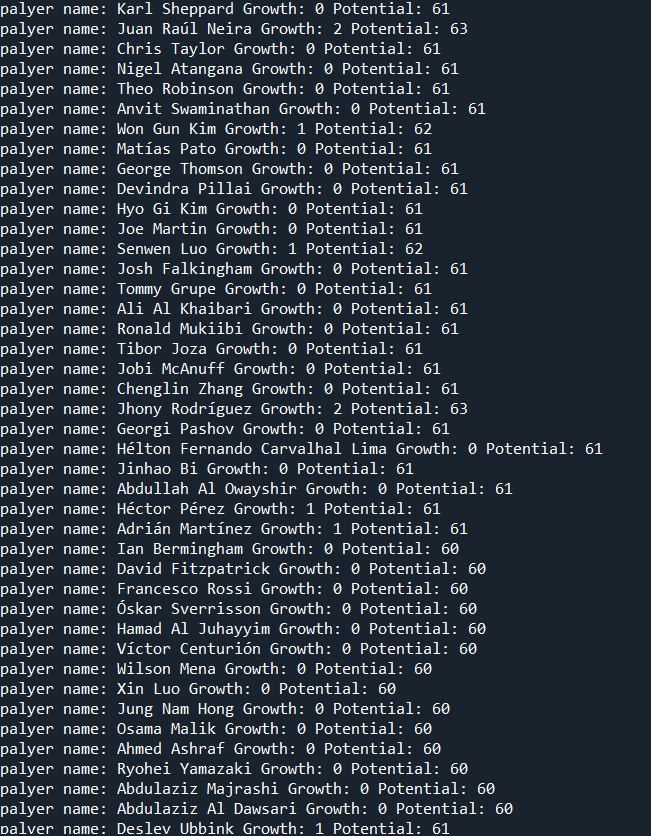 palyer name: Karl Sheppard Growth: 0 Potential: 61
palyer name: Juan Raúl Neira Growth: 2 Potential: 63
palyer name: Chris Taylor Growth: 0 Potential: 61
palyer name: Nigel Atangana Growth: 0 Potential: 61
palyer name: Theo Robinson Growth: 0 Potential: 61
palyer name: Anvit Swaminathan Growth: 0 Potential: 61
palyer name: Won Gun Kim Growth: 1 Potential: 62
palyer name: Matías Pato Growth: 0 Potential: 61
palyer name: George Thomson Growth: 0 Potential: 61
palyer name: Devindra Pillai Growth: 0 Potential: 61
palyer name: Hyo Gi Kim Growth: 0 Potential: 61
palyer name: Joe Martin Growth: 0 Potential: 61
palyer name: Senwen Luo Growth: 1 Potential: 62
palyer name: Josh Falkingham Growth: 0 Potential: 61
palyer name: Tommy Grupe Growth: 0 Potential: 61
palyer name: Ali Al Khaibari Growth: 0 Potential: 61
palyer name: Ronald Mukiibi Growth: 0 Potential: 61
palyer name: Tibor Joza Growth: 0 Potential: 61
palyer name: Jobi McAnuff Growth: 0 Potential: 61
palyer name: Chenglin Zhang Growth: 0 Potential: 61
palyer name: Jhony Rodríguez Growth: 2 Potential: 63
palyer name: Georgi Pashov Growth: 0 Potential: 61
palyer name: Hélton Fernando Carvalhal Lima Growth: 0 Potential: 61
palyer name: Jinhao Bi Growth: 0 Potential: 61
palyer name: Abdullah Al Owayshir Growth: 0 Potential: 61
palyer name: Héctor Pérez Growth: 1 Potential: 61
palyer name: Adrián Martínez Growth: 1 Potential: 61
palyer name: Ian Bermingham Growth: 0 Potential: 60
palyer name: David Fitzpatrick Growth: 0 Potential: 60
palyer name: Francesco Rossi Growth: 0 Potential: 60
palyer name: Óskar Sverrisson Growth: 0 Potential: 60
palyer name: Hamad Al Juhayyim Growth: 0 Potential: 60
palyer name: Víctor Centurión Growth: 0 Potential: 60
palyer name: Wilson Mena Growth: 0 Potential: 60
palyer name: Xin Luo Growth: 0 Potential: 60
palyer name: Jung Nam Hong Growth: 0 Potential: 60
palyer name: Osama Malik Growth: 0 Potential: 60
palyer name: Ahmed Ashraf Growth: 0 Potential: 60
palyer name: Ryohei Yamazaki Growth: 0 Potential: 60
palyer name: Abdulaziz Majrashi Growth: 0 Potential: 60
palyer name: Abdulaziz Al Dawsari Growth: 0 Potential: 60
palyer name: Deslev Ubbink Growth: 1 Potential: 61